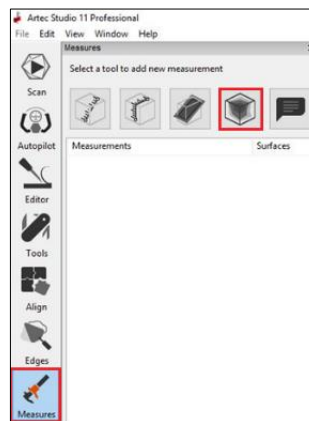 Artec Studio 11 Professional
File Edit View Window Help
Measures
Select a tool to add new measurement
Scan
Autopilot
Measurements Surfaces
Editor
Tools
Align
Edges
Measures